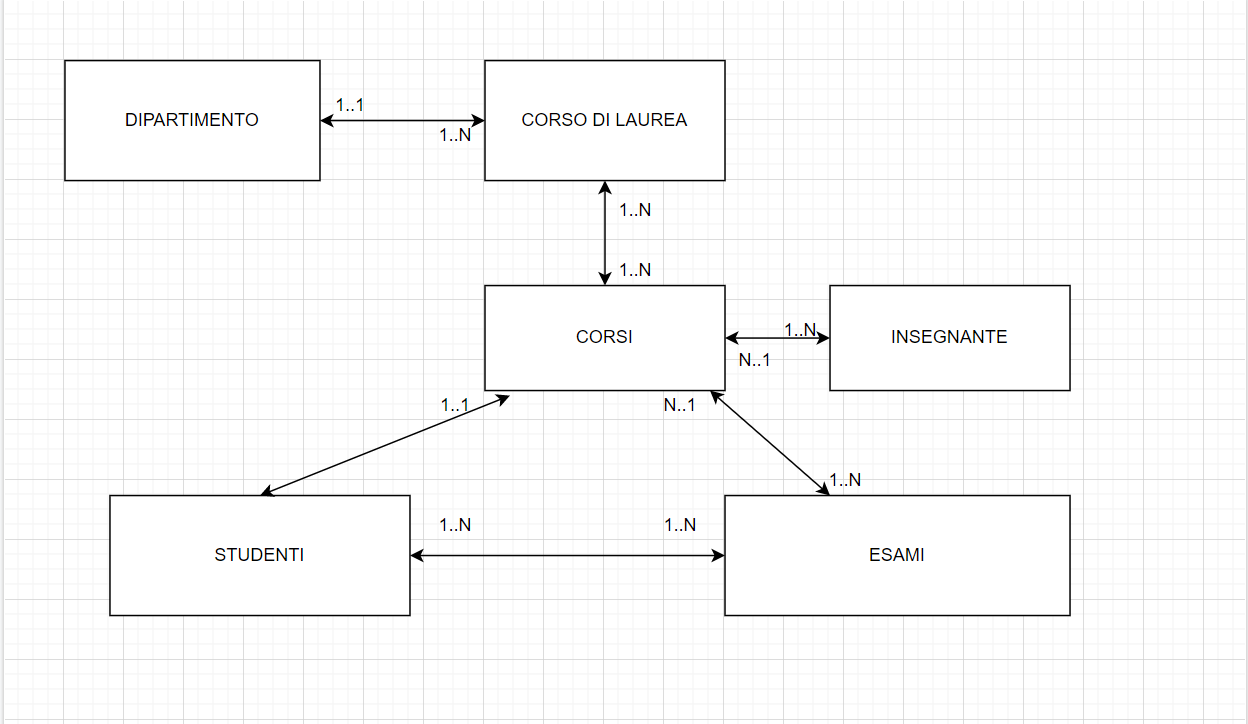 DIPARTIMENTO
1..1
1..N
CORSO DI LAUREA
1..N
1..N
CORSI
1..N
N..1
INSEGNANTE
1..1
N..1
1..N
STUDENTI
1..N
1..N
ESAMI